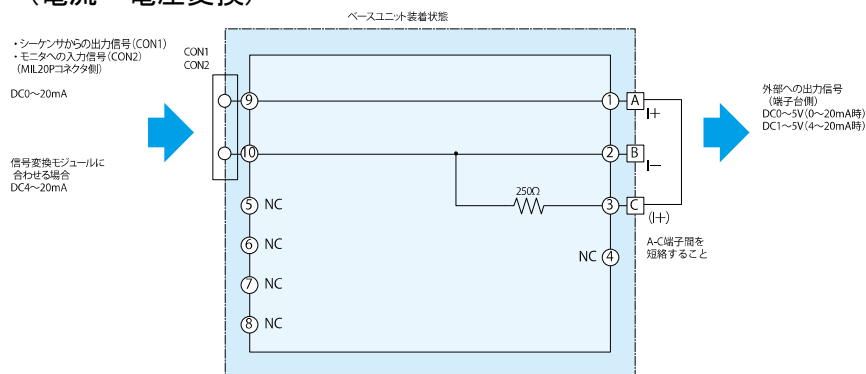 ベースユニット装着状態
・シーケンサからの出力信号(CON1)
・モニタへの入力信号(CON2)
(MIL20Pコネクタ側)
DC0～20mA
信号変換モジュールに
合わせる場合
DC4～20mA
CON1
CON2
9
10
5 NC
6 NC
7 NC
8 NC
250Ω
1 A
I+
2 B
I－
3 C
(I+)
NC 4
A-C端子間を
短絡すること
外部への出力信号
(端子台側)
DC0～5V(0～20mA時)
DC1～5V(4～20mA時)